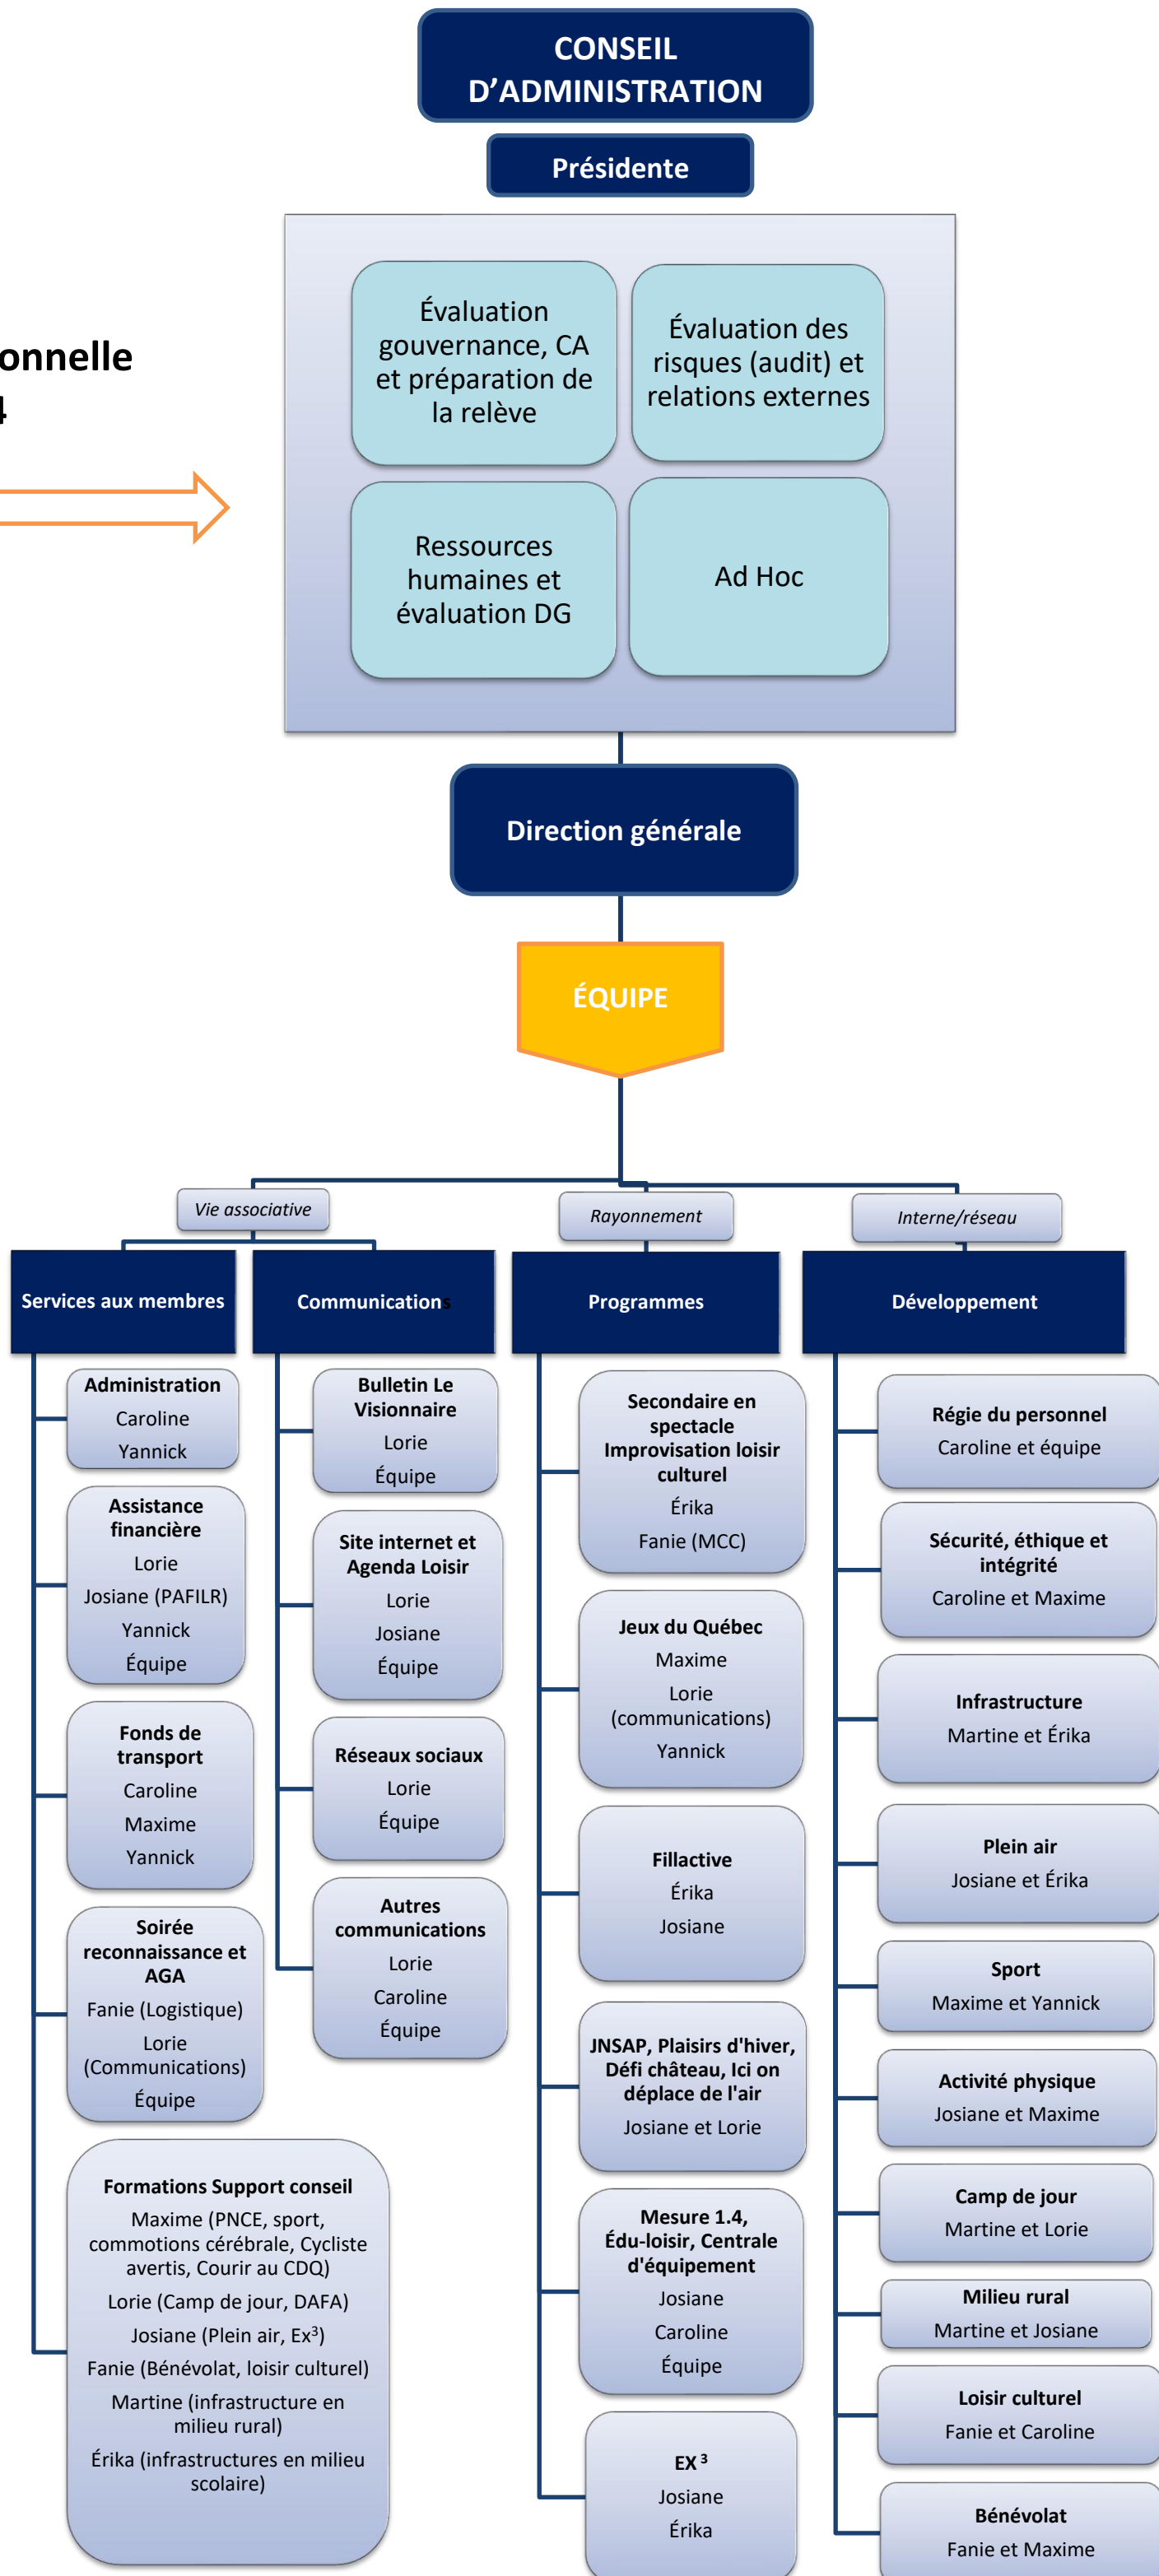 CONSEIL
D'ADMINISTRATION
Présidente
onnelle
4
Évaluation
gouvernance, CA
et préparation de
la relève
Évaluation des
risques (audit) et
relations externes
Ressources
humaines et
évaluation DG
Ad Hoc
Direction générale
ÉQUIPE
Vie associative
Rayonnement
Interne/réseau
Services aux membres
Communications
Programmes
Développement
Administration
Caroline
Yannick
Assistance
financière
Lorie
Josiane (PAFILR)
Yannick
Équipe
Fonds de
transport
Caroline
Maxime
Yannick
Soirée
reconnaissance et
AGA
Fanie (Logistique)
Lorie
(Communications)
Équipe
Formations Support conseil
Maxime (PNCE, sport,
commotions cérébrale, Cycliste
avertis, Courir au CDQ)
Lorie (Camp de jour, DAFA)
Josiane (Plein air, Ex³)
Fanie (Bénévolat, loisir culturel)
Martine (infrastructure en
milieu rural)
Érika (infrastructures en milieu
scolaire)
Bulletin Le
Visionnaire
Lorie
Équipe
Site internet et
Agenda Loisir
Lorie
Josiane
Équipe
Réseaux sociaux
Lorie
Équipe
Autres
communications
Lorie
Caroline
Équipe
Secondaire en
spectacle
Improvisation loisir
culturel
Érika
Fanie (MCC)
Jeux du Québec
Maxime
Lorie
(communications)
Yannick
Fillactive
Érika
Josiane
JNSAP, Plaisirs d'hiver,
Défi château, Ici on
déplace de l'air
Josiane et Lorie
Mesure 1.4,
Édu-loisir, Centrale
d'équipement
Josiane
Caroline
Équipe
EX ³
Josiane
Érika
Régie du personnel
Caroline et équipe
Sécurité, éthique et
intégrité
Caroline et Maxime
Infrastructure
Martine et Érika
Plein air
Josiane et Érika
Sport
Maxime et Yannick
Activité physique
Josiane et Maxime
Camp de jour
Martine et Lorie
Milieu rural
Martine et Josiane
Loisir culturel
Fanie et Caroline
Bénévolat
Fanie et Maxime